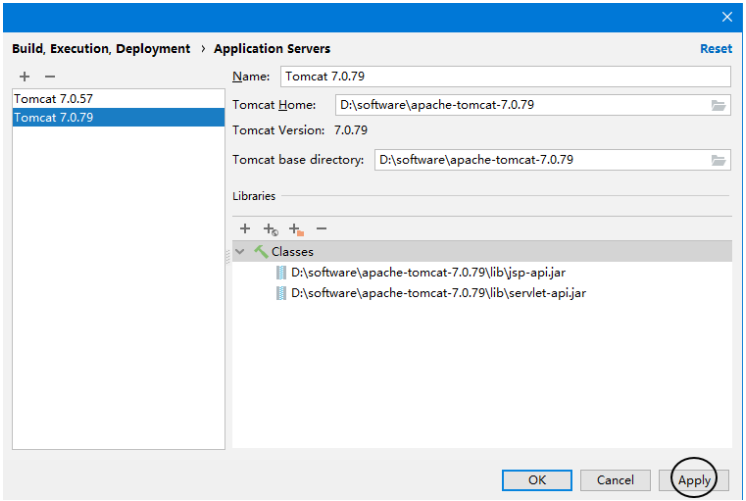 Build, Execution, Deployment › Application Servers
Reset
Name: Tomcat 7.0.79
Tomcat 7.0.57
Tomcat 7.0.79
Tomcat Home: D:\software\apache-tomcat-7.0.79
Tomcat Version: 7.0.79
Tomcat base directory: D:\software\apache-tomcat-7.0.79
Libraries
Classes
D:\software\apache-tomcat-7.0.79\lib\jsp-api.jar
D:\software\apache-tomcat-7.0.79\lib\servlet-api.jar
OK Cancel Apply